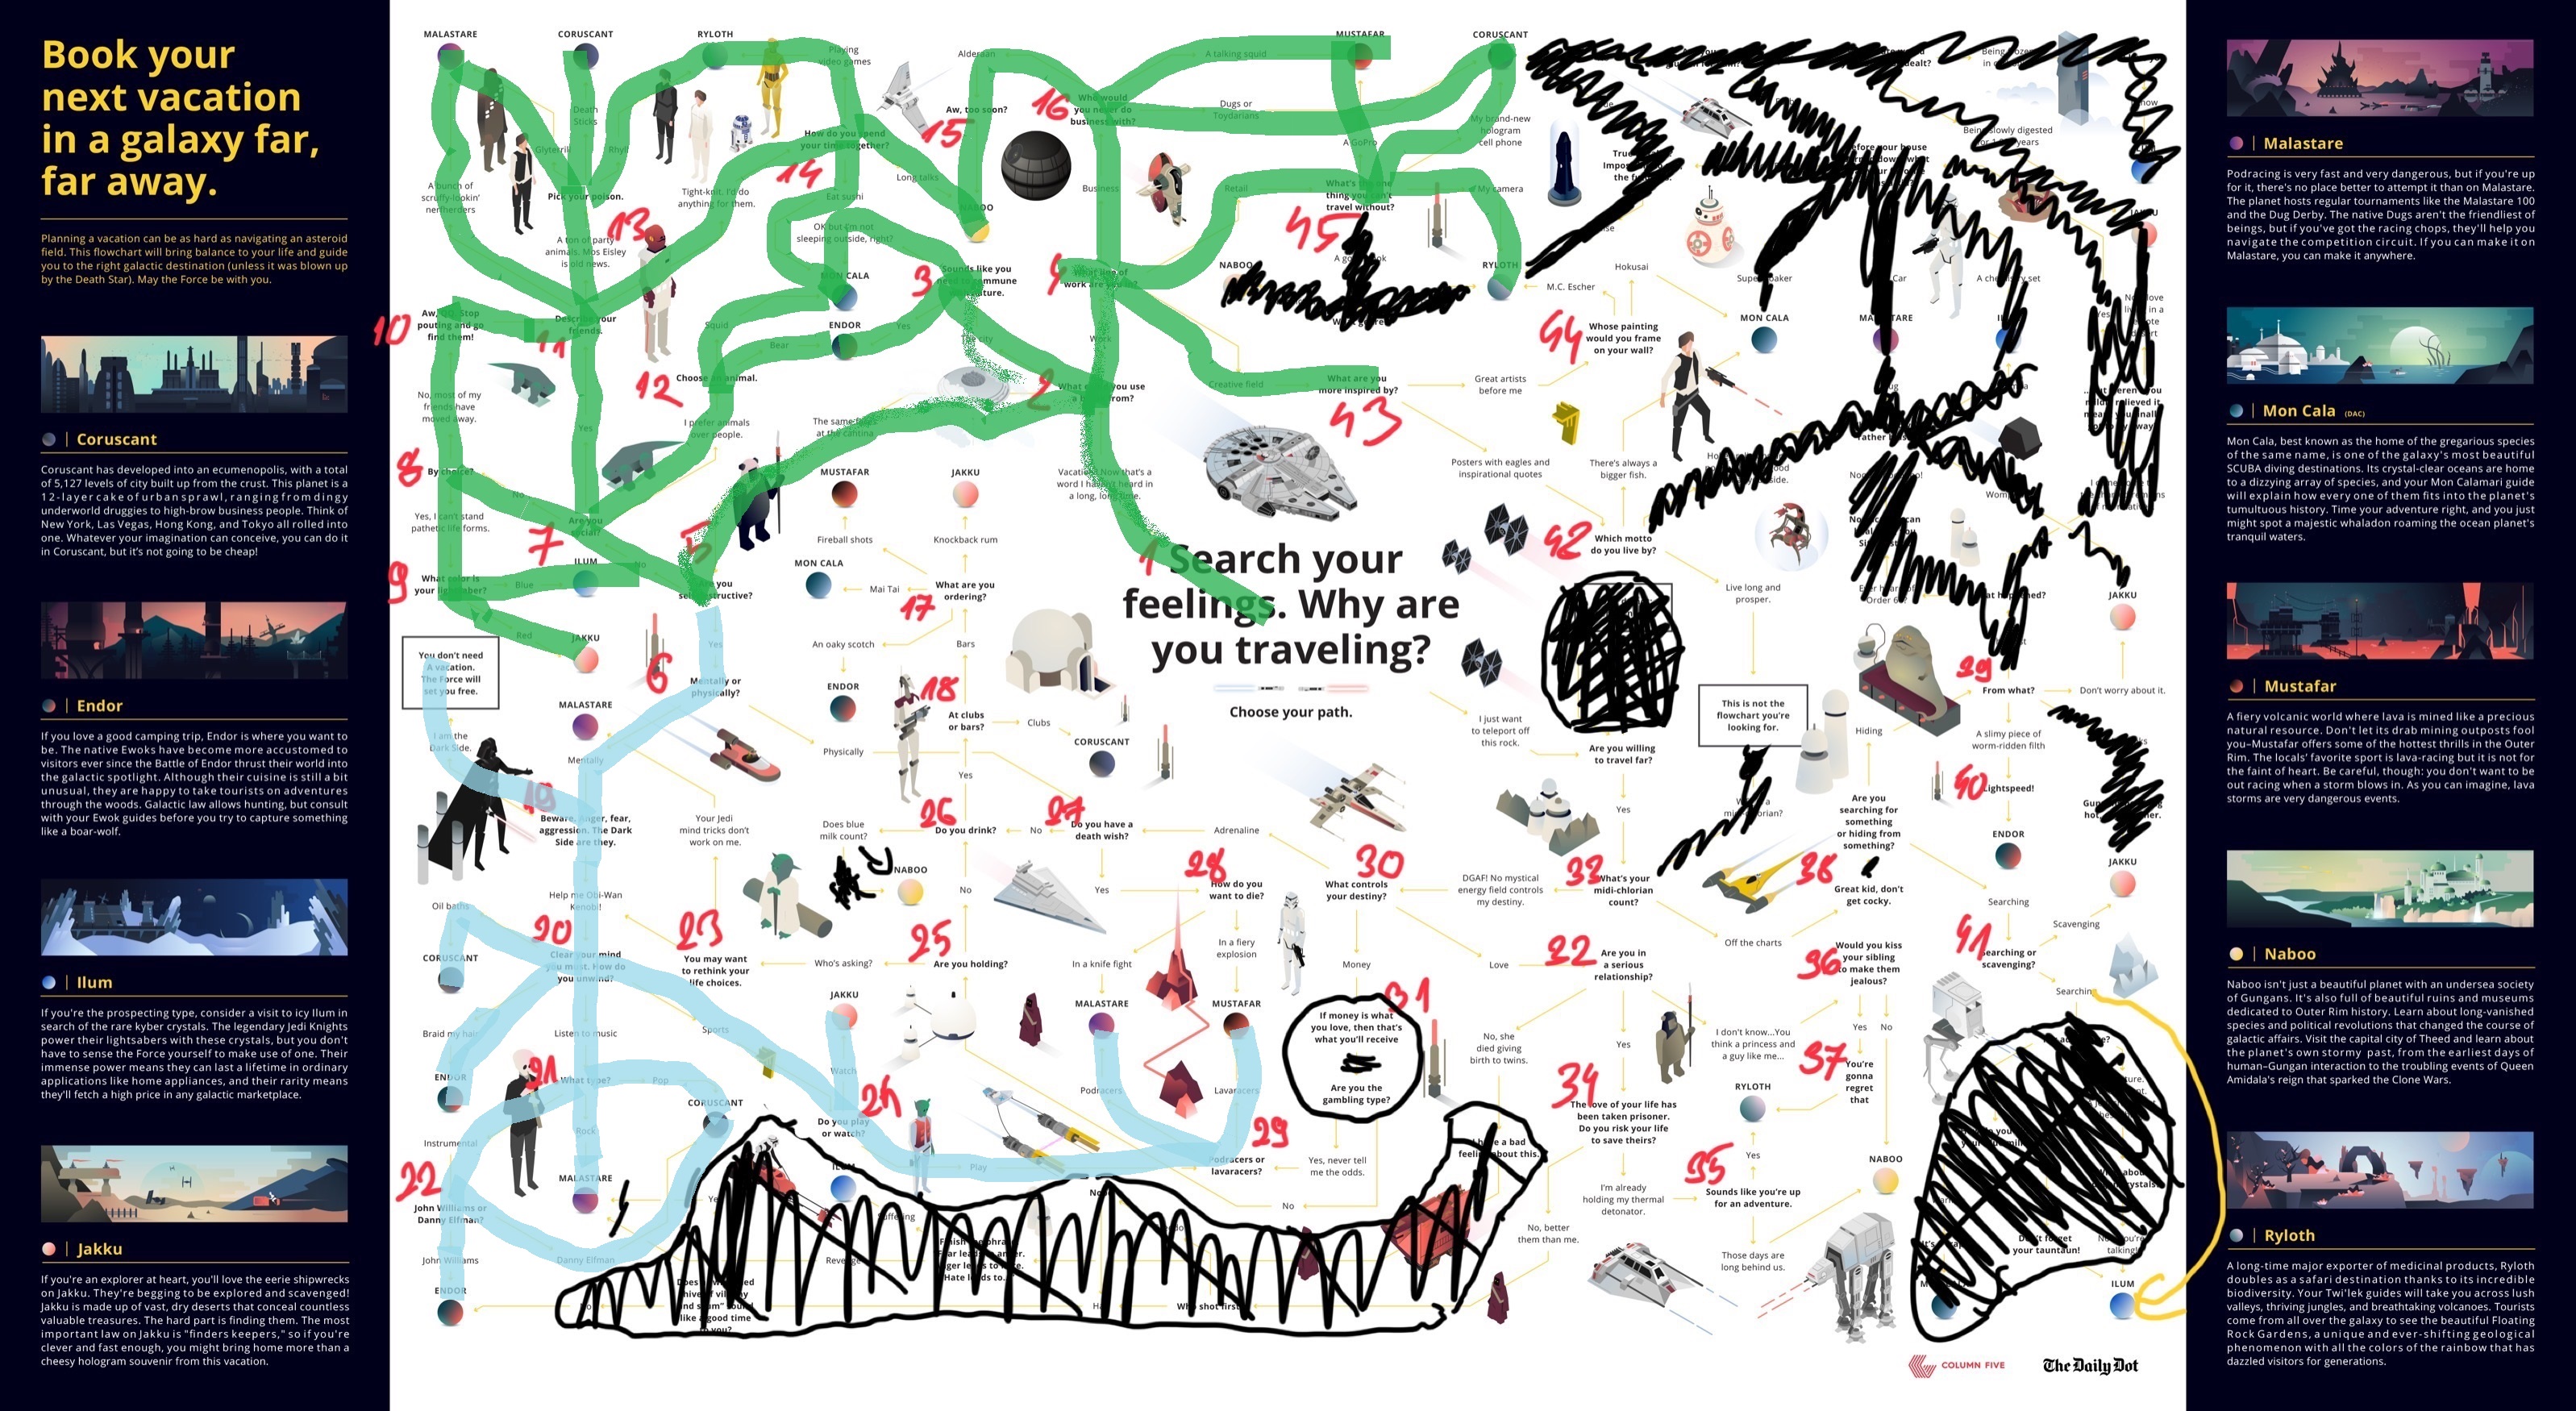 Book your
next vacation
in a galaxy far,
far away.
Planning a vacation can be as hard as navigating an asteroid
field. This flowchart will bring balance to your life and guide
you to the right galactic destination (unless it was blown up
by the Death Star). May the Force be with you.
Coruscant
Coruscant has developed into an ecumenopolis, with a total
of 5,127 levels of city built up from the crust. This planet is a
12-layer cake of urban sprawl, ranging from dingy
underworld druggies to high-brow business people. Think of
New York, Las Vegas, Hong Kong, and Tokyo all rolled into
one. Whatever your imagination can conceive, you can do it
in Coruscant, but it's not going to be cheap!
Endor
If you love a good camping trip, Endor is where you want to
be. The native Ewoks have become more accustomed to
visitors ever since the Battle of Endor thrust their world into
the galactic spotlight. Although their cuisine is still a bit
unusual, they are happy to take tourists on adventures
through the woods. Galactic law allows hunting, but consult
with your Ewok guides before you try to capture something
like a boar-wolf.
Ilum
If you're the prospecting type, consider a visit to icy Ilum in
search of the rare kyber crystals. The legendary Jedi Knights
power their lightsabers with these crystals, but you don't
have to sense the Force yourself to make use of one. Their
immense power means they can last a lifetime in ordinary
applications like home appliances, and their rarity means
they'll fetch a high price in any galactic marketplace.
Jakku
If you're an explorer at heart, you'll love the eerie shipwrecks
on Jakku. They're begging to be explored and scavenged!
Jakku is made up of vast, dry deserts that conceal countless
valuable treasures. The hard part is finding them. The most
important law on Jakku is "finders keepers," so if you're
clever and fast enough, you might bring home more than a
cheesy hologram souvenir from this vacation.
MALASTARE
CORUSCANT
RYLOTH
Playing
video games
Alderaan
A talking squid
MUSTAFAR
CORUSCANT
Death
Sticks
Aw, too soon?
16
Who would
you never do
business with?
Dugs or
Toydarians
My brand-new
hologram
cell phone
15
How do you spend
your time together?
A GoPro
14
Long talks
A bunch of
scruffy-lookin'
nerfherders
Pick your poison.
Tight-knit. I'd do
anything for them.
Eat sushi
Business
Retail
What's the one
thing you can't
travel without?
My camera
13
NABOO
45
A ton of party
animals. Mos Eisley
is old news.
OK but I'm not
sleeping outside, right?
MON CALA
3
Sounds like you
need to commune
with nature.
4
What line of
work are you in?
NABOO
RYLOTH
Hokusai
M.C. Escher
10
Aw, Stop
pouting and go
find them!
11
Describe your
friends.
Squid
ENDOR
Yes
The city
Work
44
Whose painting
would you frame
on your wall?
MON CALA
Bear
12
Choose an animal.
2
What could you use
a break from?
Creative field
What are you
more inspired by?
Great artists
before me
43
No, most of my
friends have
moved away.
Yes
I prefer animals
over people.
The same faces
at the cantina
8
By choice?
MUSTAFAR
JAKKU
Vacation. Now that's a
word I haven't heard in
a long, long time.
Posters with eagles and
inspirational quotes
There's always a
bigger fish.
No
Yes, I can't stand
pathetic life forms.
7
Are you
social?
5
Fireball shots
Knockback rum
1
Search your
feelings. Why are
you traveling?
Choose your path.
42
Which motto
do you live by?
9
What color is
your lightsaber?
Blue
ILUM
No
Are you
self-destructive?
MON CALA
Mai Tai
What are you
ordering?
17
Live long and
prosper.
JAKKU
Red
JAKKU
You don't need
A vacation.
The Force will
set you free.
Yes
6
Mentally or
physically?
An oaky scotch
Bars
ENDOR
18
At clubs
or bars?
Clubs
CORUSCANT
This is not the
flowchart you're
looking for.
39
From what?
Don't worry about it.
MALASTARE
I just want
to teleport off
this rock.
Are you willing
to travel far?
Hiding
A slimy piece of
worm-ridden filth
I am the
Dark Side.
Mentally
Physically
Yes
19
Beware. Anger, fear,
aggression. The Dark
Side are they.
Your Jedi
mind tricks don't
work on me.
Does blue
milk count?
26
Do you drink?
No
27
Do you have a
death wish?
Adrenaline
Yes
Are you
searching for
something
or hiding from
something?
40
Lightspeed!
ENDOR
JAKKU
NABOO
No
Yes
28
How do you
want to die?
30
What controls
your destiny?
DGAF! No mystical
energy field controls
my destiny.
33
What's your
midi-chlorian
count?
38
Great kid, don't
get cocky.
Searching
Oil baths
Help me Obi-Wan
Kenobi!
Scavenging
20
Clear your mind
you must. How do
you unwind?
23
You may want
to rethink your
life choices.
Who's asking?
25
Are you holding?
In a knife fight
In a fiery
explosion
Money
Love
22
Are you in
a serious
relationship?
Off the charts
36
Would you kiss
your sibling
to make them
jealous?
41
Searching or
scavenging?
Searching
CORUSCANT
JAKKU
MALASTARE
MUSTAFAR
31
If money is what
you love, then that's
what you'll receive
Are you the
gambling type?
Braid my hair
Listen to music
Sports
No, she
died giving
birth to twins.
Yes
I don't know...You
think a princess and
a guy like me...
Yes
No
37
You're
gonna
regret
that
ENDOR
21
What type?
Pop
Watch
Podracers
Lavaracers
RYLOTH
CORUSCANT
24
Do you play
or watch?
34
The love of your life has
been taken prisoner.
Do you risk your life
to save theirs?
Instrumental
Rock
29
Podracers or
lavaracers?
Yes, never tell
me the odds.
I have a bad
feeling about this.
Yes
NABOO
22
John Williams or
Danny Elfman?
MALASTARE
ILUM
Play
No
I'm already
holding my thermal
detonator.
35
Sounds like you're up
for an adventure.
John Williams
Danny Elfman
Revenge
No, better
them than me.
Those days are
long behind us.
Don't forget
your tauntaun!
ENDOR
Who shot first?
ILUM
COLUMN FIVE
The Daily Dot
Malastare
Podracing is very fast and very dangerous, but if you're up
for it, there's no place better to attempt it than on Malastare.
The planet hosts regular tournaments like the Malastare 100
and the Dug Derby. The native Dugs aren't the friendliest of
beings, but if you've got the racing chops, they'll help you
navigate the competition circuit. If you can make it on
Malastare, you can make it anywhere.
Mon Cala (DAC)
Mon Cala, best known as the home of the gregarious species
of the same name, is one of the galaxy's most beautiful
SCUBA diving destinations. Its crystal-clear oceans are home
to a dizzying array of species, and your Mon Calamari guide
will explain how every one of them fits into the planet's
tumultuous history. Time your adventure right, and you just
might spot a majestic whaladon roaming the ocean planet's
tranquil waters.
Mustafar
A fiery volcanic world where lava is mined like a precious
natural resource. Don't let its drab mining outposts fool
you–Mustafar offers some of the hottest thrills in the Outer
Rim. The locals' favorite sport is lava-racing but it is not for
the faint of heart. Be careful, though: you don't want to be
out racing when a storm blows in. As you can imagine, lava
storms are very dangerous events.
Naboo
Naboo isn't just a beautiful planet with an undersea society
of Gungans. It's also full of beautiful ruins and museums
dedicated to Outer Rim history. Learn about long-vanished
species and political revolutions that changed the course of
galactic affairs. Visit the capital city of Theed and learn about
the planet's own stormy past, from the earliest days of
human–Gungan interaction to the troubling events of Queen
Amidala's reign that sparked the Clone Wars.
Ryloth
A long-time major exporter of medicinal products, Ryloth
doubles as a safari destination thanks to its incredible
biodiversity. Your Twi'lek guides will take you across lush
valleys, thriving jungles, and breathtaking volcanoes. Tourists
come from all over the galaxy to see the beautiful Floating
Rock Gardens, a unique and ever-shifting geological
phenomenon with all the colors of the rainbow that has
dazzled visitors for generations.